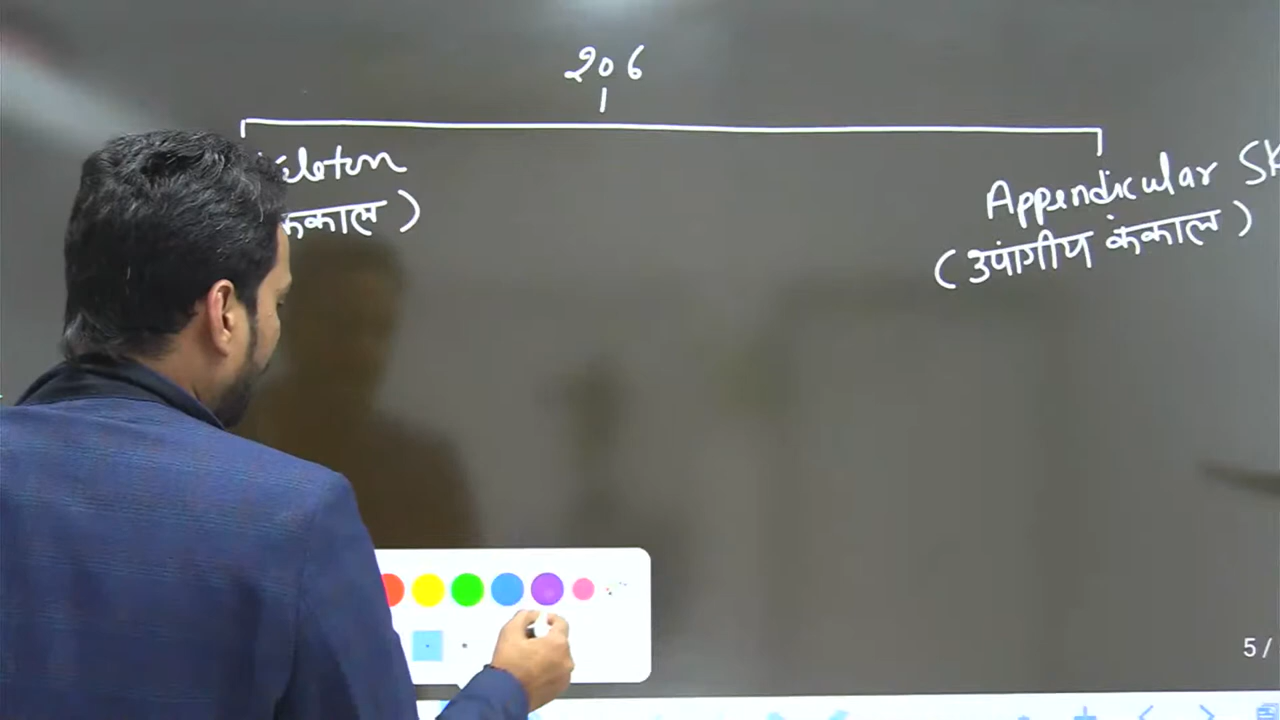 206
Appendicular
कंकाल )
( उपांगीय कंकाल )
5 /